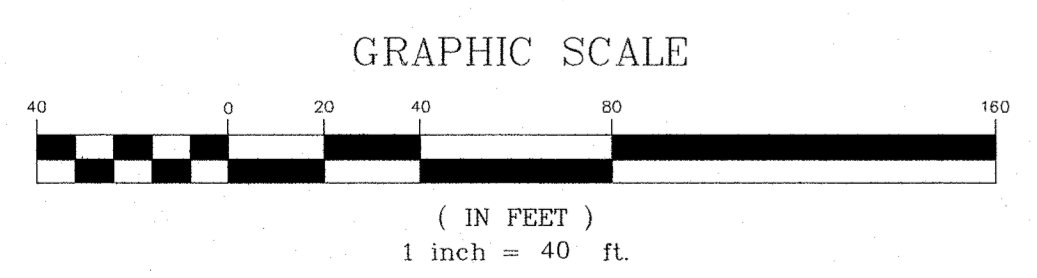 GRAPHIC SCALE
40 0 20 40 80 160
( IN FEET )
1 inch = 40 ft.